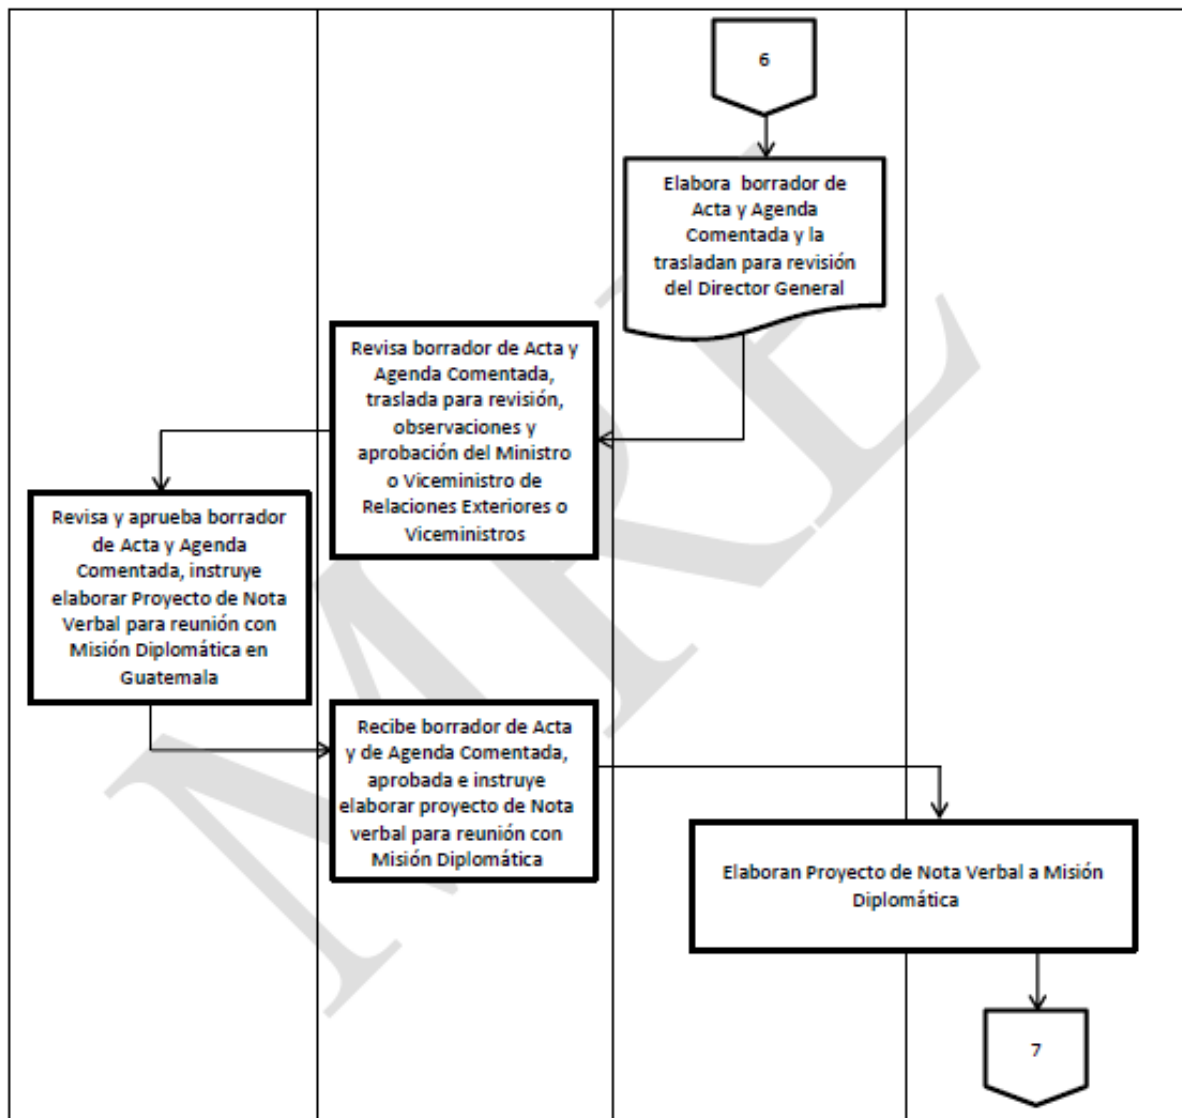 6
Elabora borrador de
Acta y Agenda
Comentada y la
trasladan para revisión
del Director General
Revisa borrador de Acta y
Agenda Comentada,
traslada para revisión,
observaciones y
aprobación del Ministro
o Viceministro de
Relaciones Exteriores o
Viceministros
Revisa y aprueba borrador
de Acta y Agenda
Comentada, instruye
elaborar Proyecto de Nota
Verbal para reunión con
Misión Diplomática en
Guatemala
Recibe borrador de Acta
y de Agenda Comentada,
aprobada e instruye
elaborar proyecto de Nota
verbal para reunión con
Misión Diplomática
Elaboran Proyecto de Nota Verbal a Misión
Diplomática
7
MRE